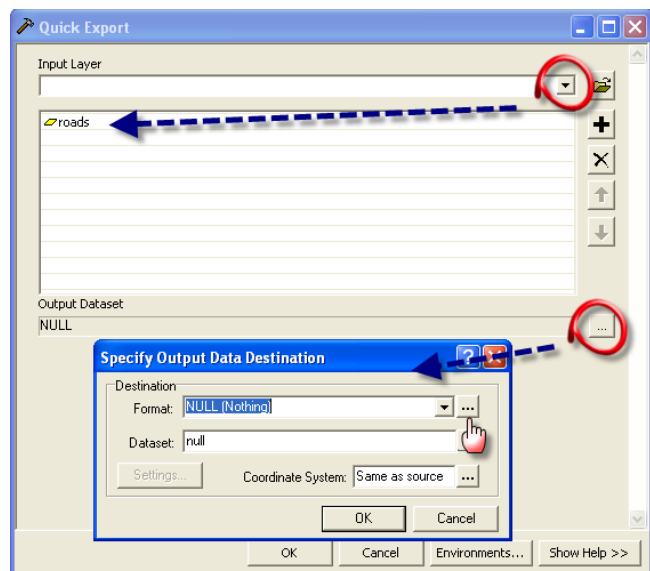 Quick Export
Input Layer
roads
Output Dataset
NULL
...
Specify Output Data Destination
Destination
Format: NULL (Nothing) ...
Dataset: null
Settings... Coordinate System: Same as source ...
OK Cancel
OK Cancel Environments... Show Help >>